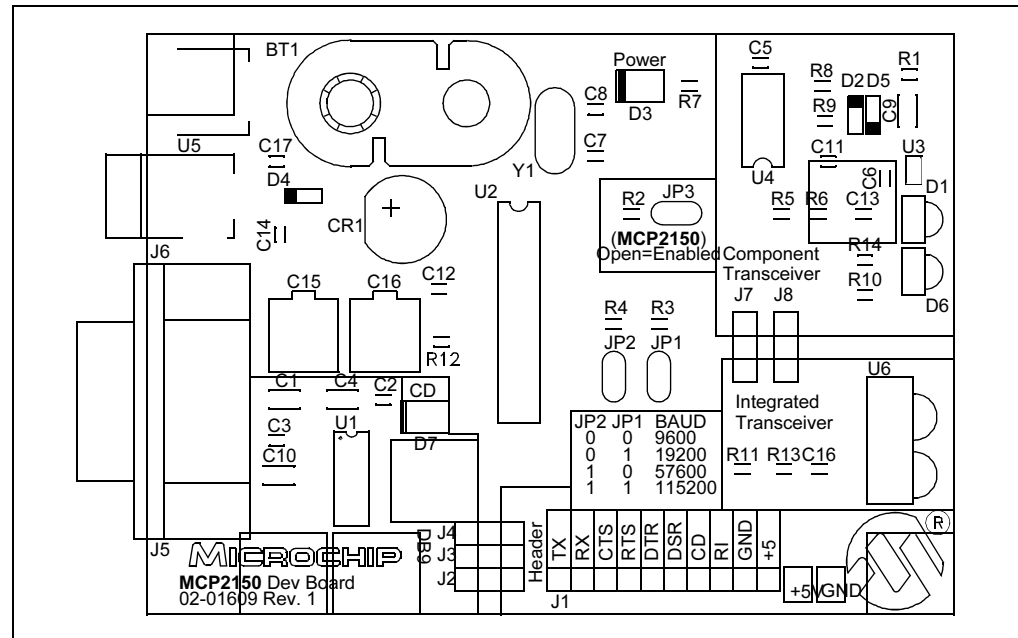 BT1
U5
C17
D4
C14
CR1
J6
C15
C16
C12
R12
C1
C4
C2
CD
C3
U1
D7
C10
J5
Power
D3
R7
C8
C7
Y1
U2
R2
JP3
(MCP2150)
Open=Enabled
C5
R8
D2 D5
R1
R9
C9
U4
C11
C6
U3
D1
R5
R6
C13
R14
R10
D6
Component
Transceiver
J7
J8
R4
R3
JP2
JP1
U6
Integrated
Transceiver
JP2 JP1 BAUD
0 0 9600
0 1 19200
1 0 57600
1 1 115200
R11
R13
C16
DB9
J4
J3
J2
Header
TX
RX
CTS
RTS
DTR
DSR
CD
RI
GND
+5
J1
+5V
GND
®
MICROCHIP
MCP2150 Dev Board
02-01609 Rev. 1